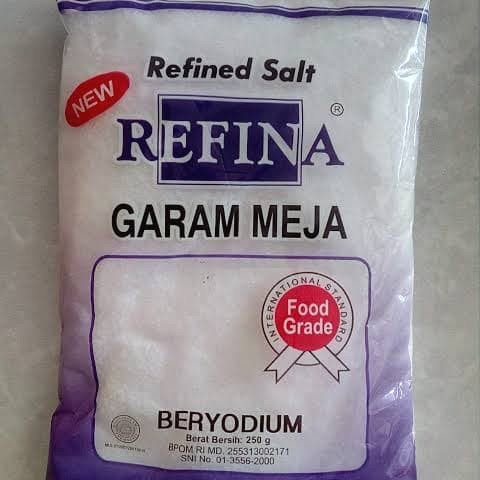 Refined Salt
NEW
REFINA®
GARAM MEJA
INTERNATIONAL STANDARD
Food
Grade
BERYODIUM
Berat Bersih: 250 g
BPOM RI MD. 255313002171
SNI No. 01-3556-2000